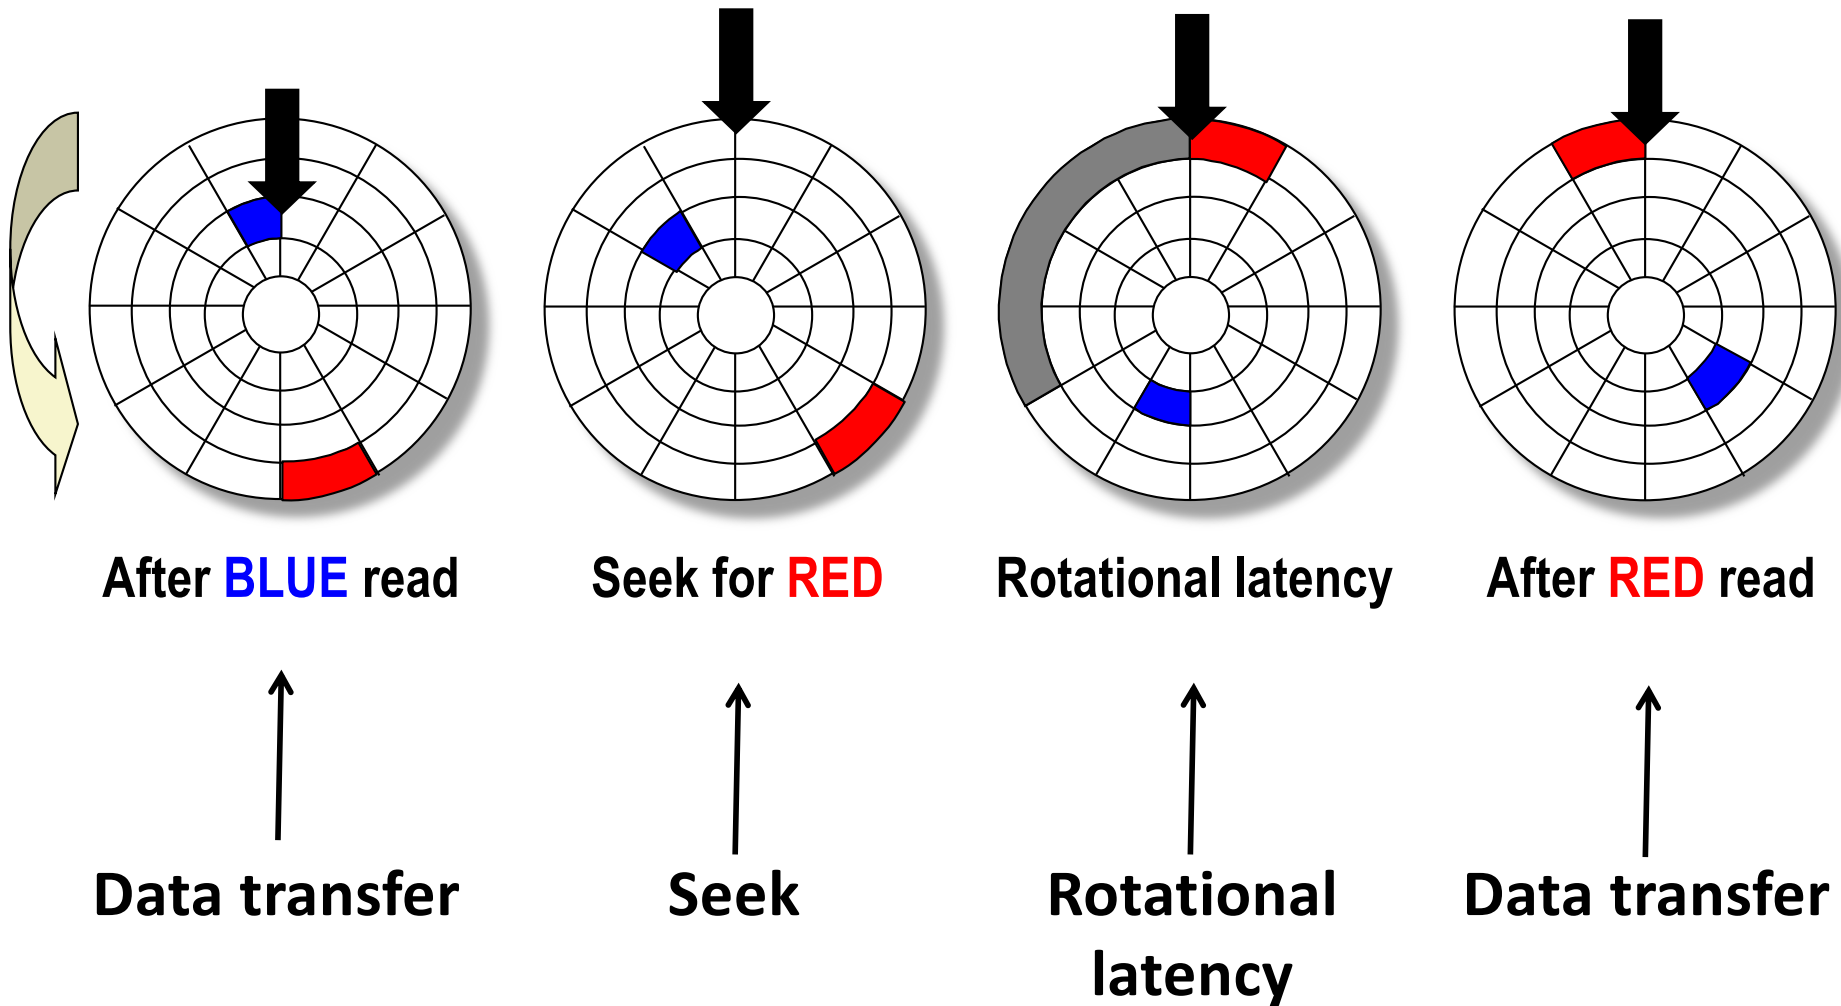 After BLUE read
Seek for RED
Rotational latency
After RED read
Data transfer
Seek
Rotational
latency
Data transfer